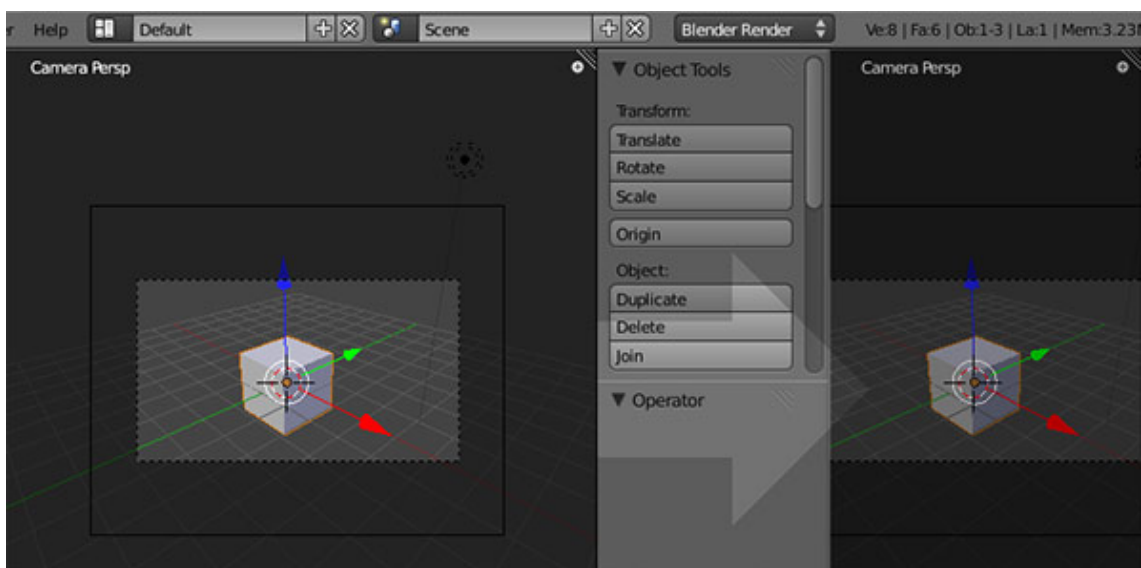 Help Default Scene Blender Render Ve:8 | Fa:6 | Ob:1-3 | La:1 | Mem:3.23
Camera Persp
Object Tools
Transform:
Translate
Rotate
Scale
Origin
Object:
Duplicate
Delete
Join
Operator
Camera Persp